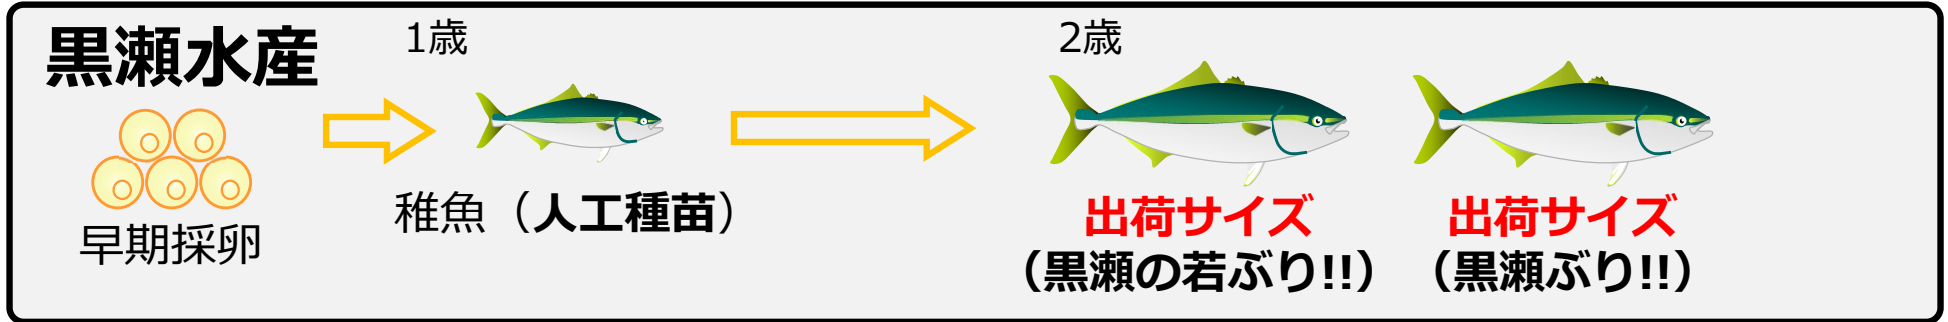 黒瀬水産
1歳
2歳
早期採卵
稚魚（人工種苗）
出荷サイズ
（黒瀬の若ぶり!!）
出荷サイズ
（黒瀬ぶり!!）